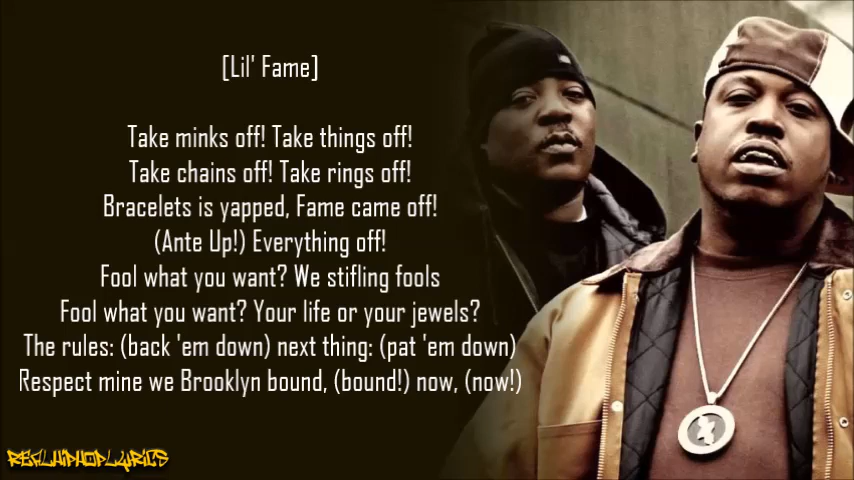 [Lil' Fame]
Take minks off! Take things off!
Take chains off! Take rings off!
Bracelets is yapped, Fame came off!
(Ante Up!) Everything off!
Fool what you want? We stifling fools
Fool what you want? Your life or your jewels?
The rules: (back 'em down) next thing: (pat 'em down)
Respect mine we Brooklyn bound, (bound!) now, (now!)
REALHIPHOPLYRICS